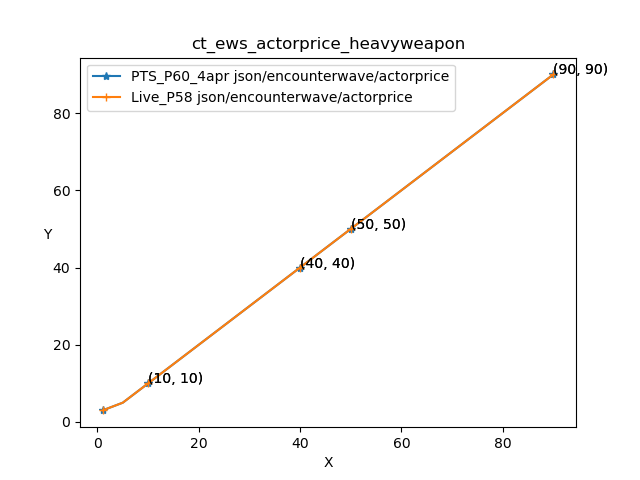 ct_ews_actorprice_heavyweapon
PTS_P60_4apr json/encounterwave/actorprice
Live_P58 json/encounterwave/actorprice
(90, 90)
80
60
(50, 50)
Y
40
(40, 40)
20
(10, 10)
0
0 20 40 60 80
X